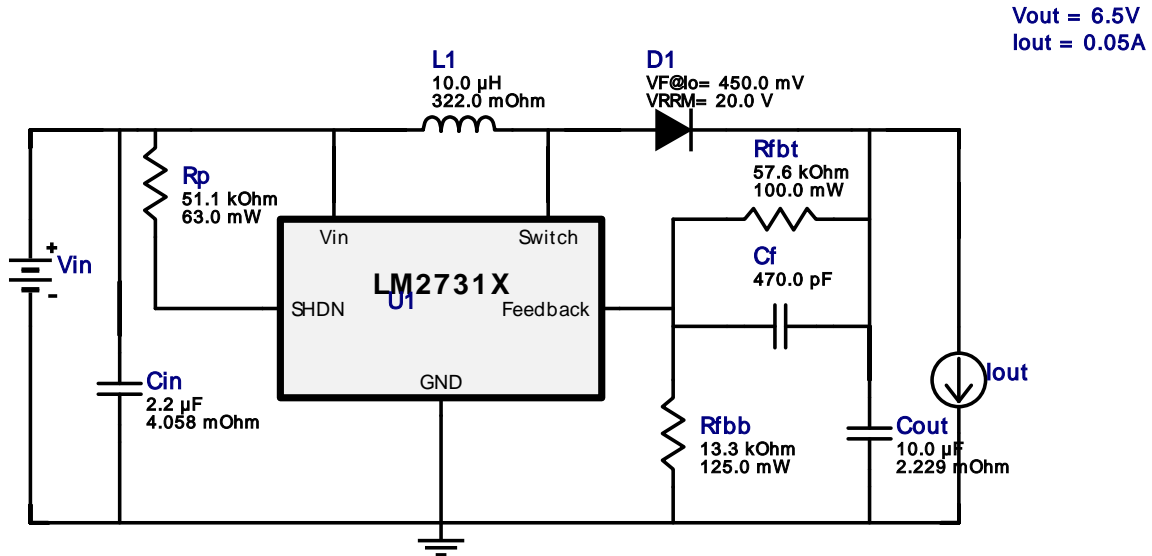 Vout = 6.5V
Iout = 0.05A
L1
10.0 µH
322.0 mOhm
D1
VF@Io= 450.0 mV
VRRM= 20.0 V
Rfbt
57.6 kOhm
100.0 mW
Rp
51.1 kOhm
63.0 mW
Vin
Switch
Cf
470.0 pF
+
Vin
-
LM2731X
U1
SHDN
Feedback
Iout
Cin
2.2 µF
4.058 mOhm
GND
Rfbb
13.3 kOhm
125.0 mW
Cout
10.0 µF
2.229 mOhm